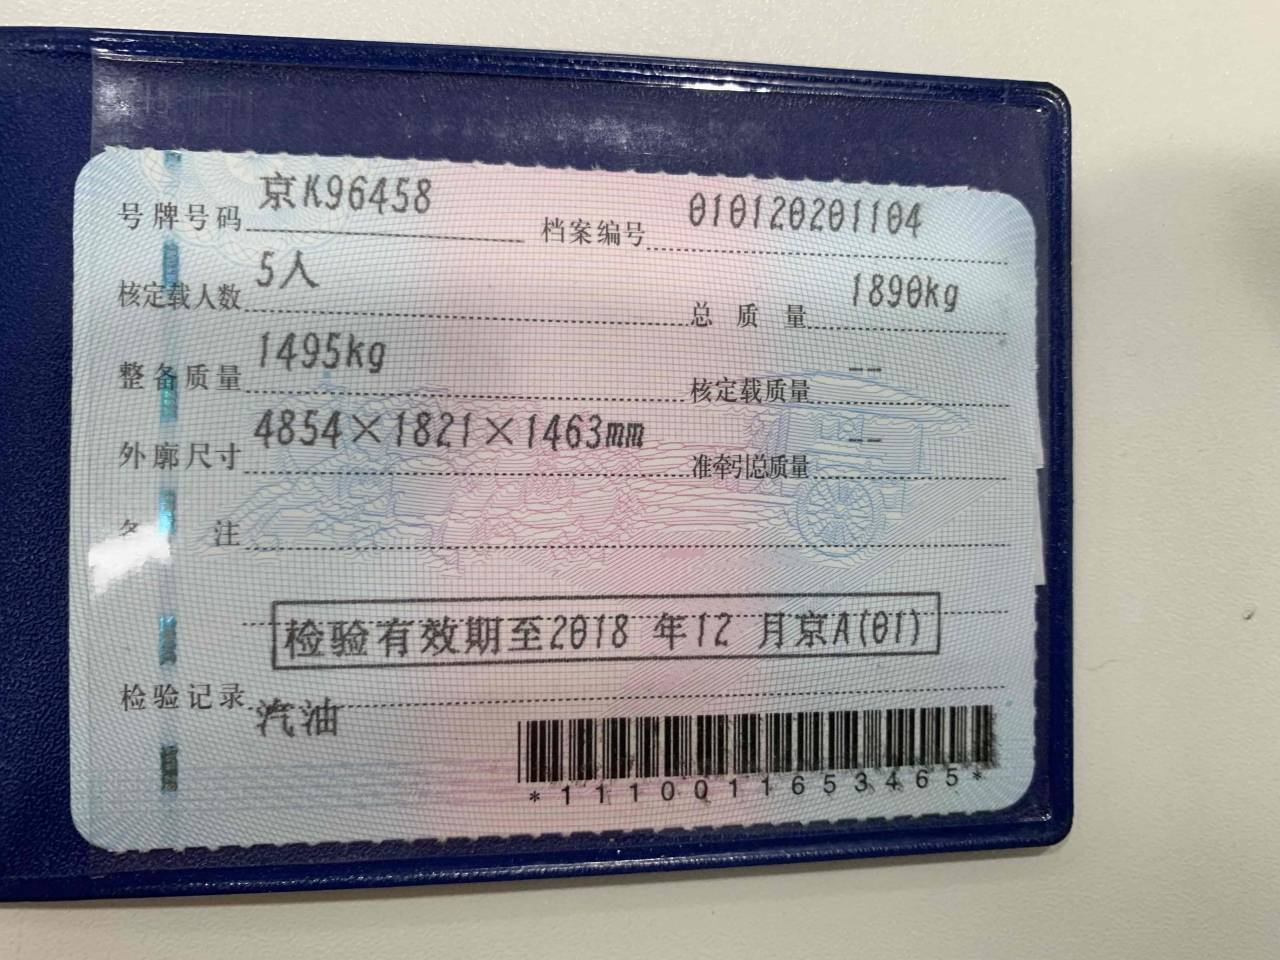 号牌号码 京K96458 档案编号 010120201104
核定载人数 5人 总质量 1890kg
整备质量 1495kg 核定载质量 --
外廓尺寸 4854×1821×1463mm 准牵引总质量 --
备注
检验有效期至2018 年12 月京A(01)
检验记录
汽油
*1110011653465*